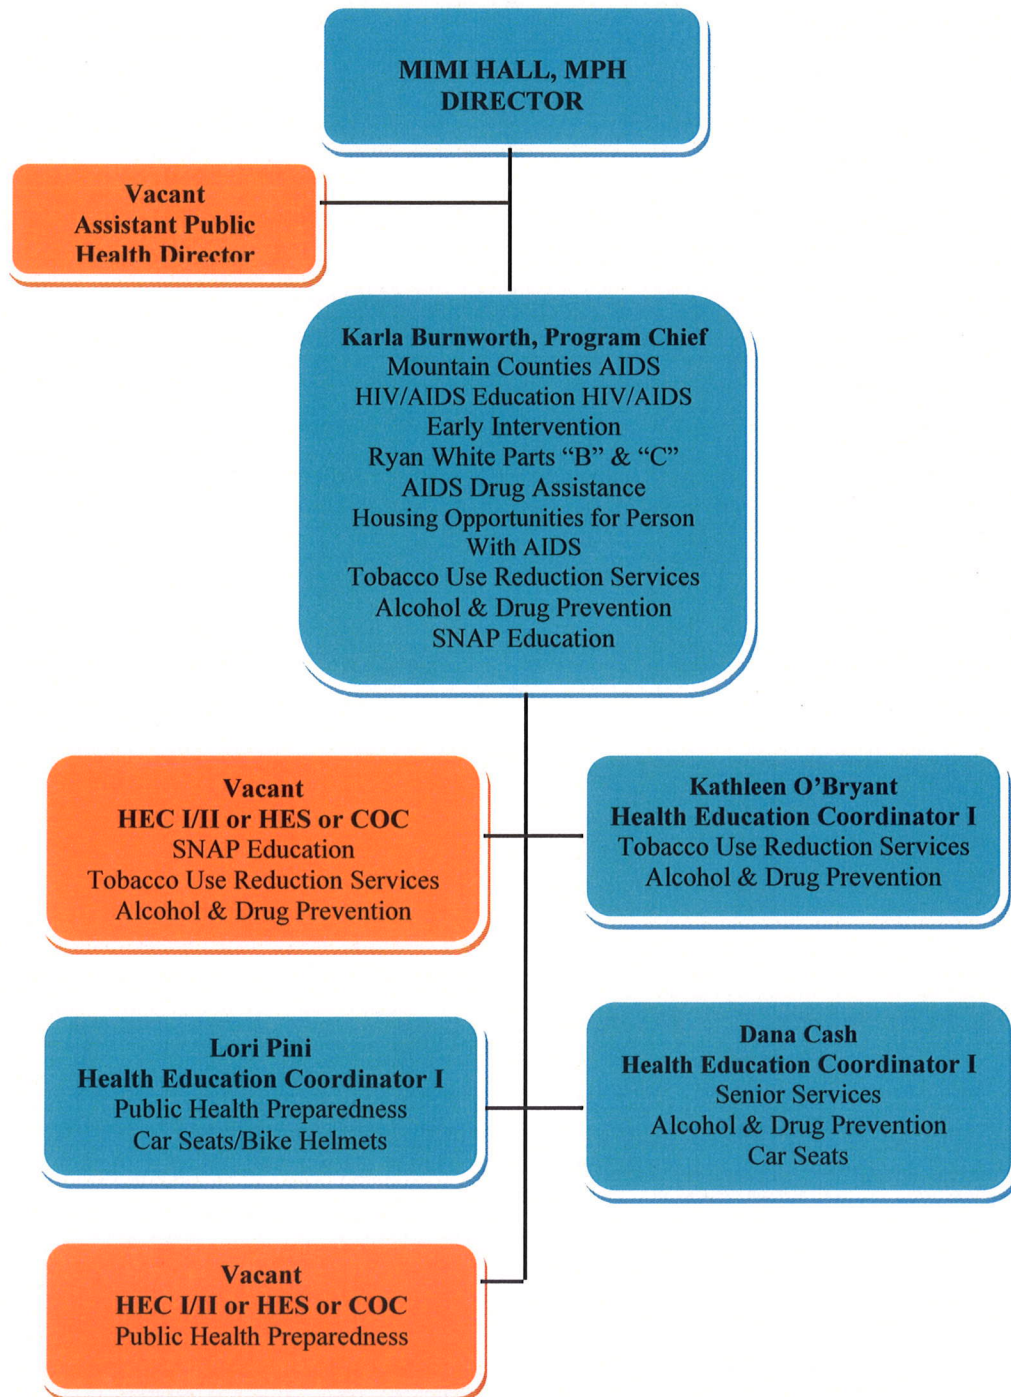 MIMI HALL, MPH
DIRECTOR
Vacant
Assistant Public
Health Director
Karla Burnworth, Program Chief
Mountain Counties AIDS
HIV/AIDS Education HIV/AIDS
Early Intervention
Ryan White Parts “B” & “C”
AIDS Drug Assistance
Housing Opportunities for Person
With AIDS
Tobacco Use Reduction Services
Alcohol & Drug Prevention
SNAP Education
Vacant
HEC I/II or HES or COC
SNAP Education
Tobacco Use Reduction Services
Alcohol & Drug Prevention
Kathleen O’Bryant
Health Education Coordinator I
Tobacco Use Reduction Services
Alcohol & Drug Prevention
Lori Pini
Health Education Coordinator I
Public Health Preparedness
Car Seats/Bike Helmets
Dana Cash
Health Education Coordinator I
Senior Services
Alcohol & Drug Prevention
Car Seats
Vacant
HEC I/II or HES or COC
Public Health Preparedness